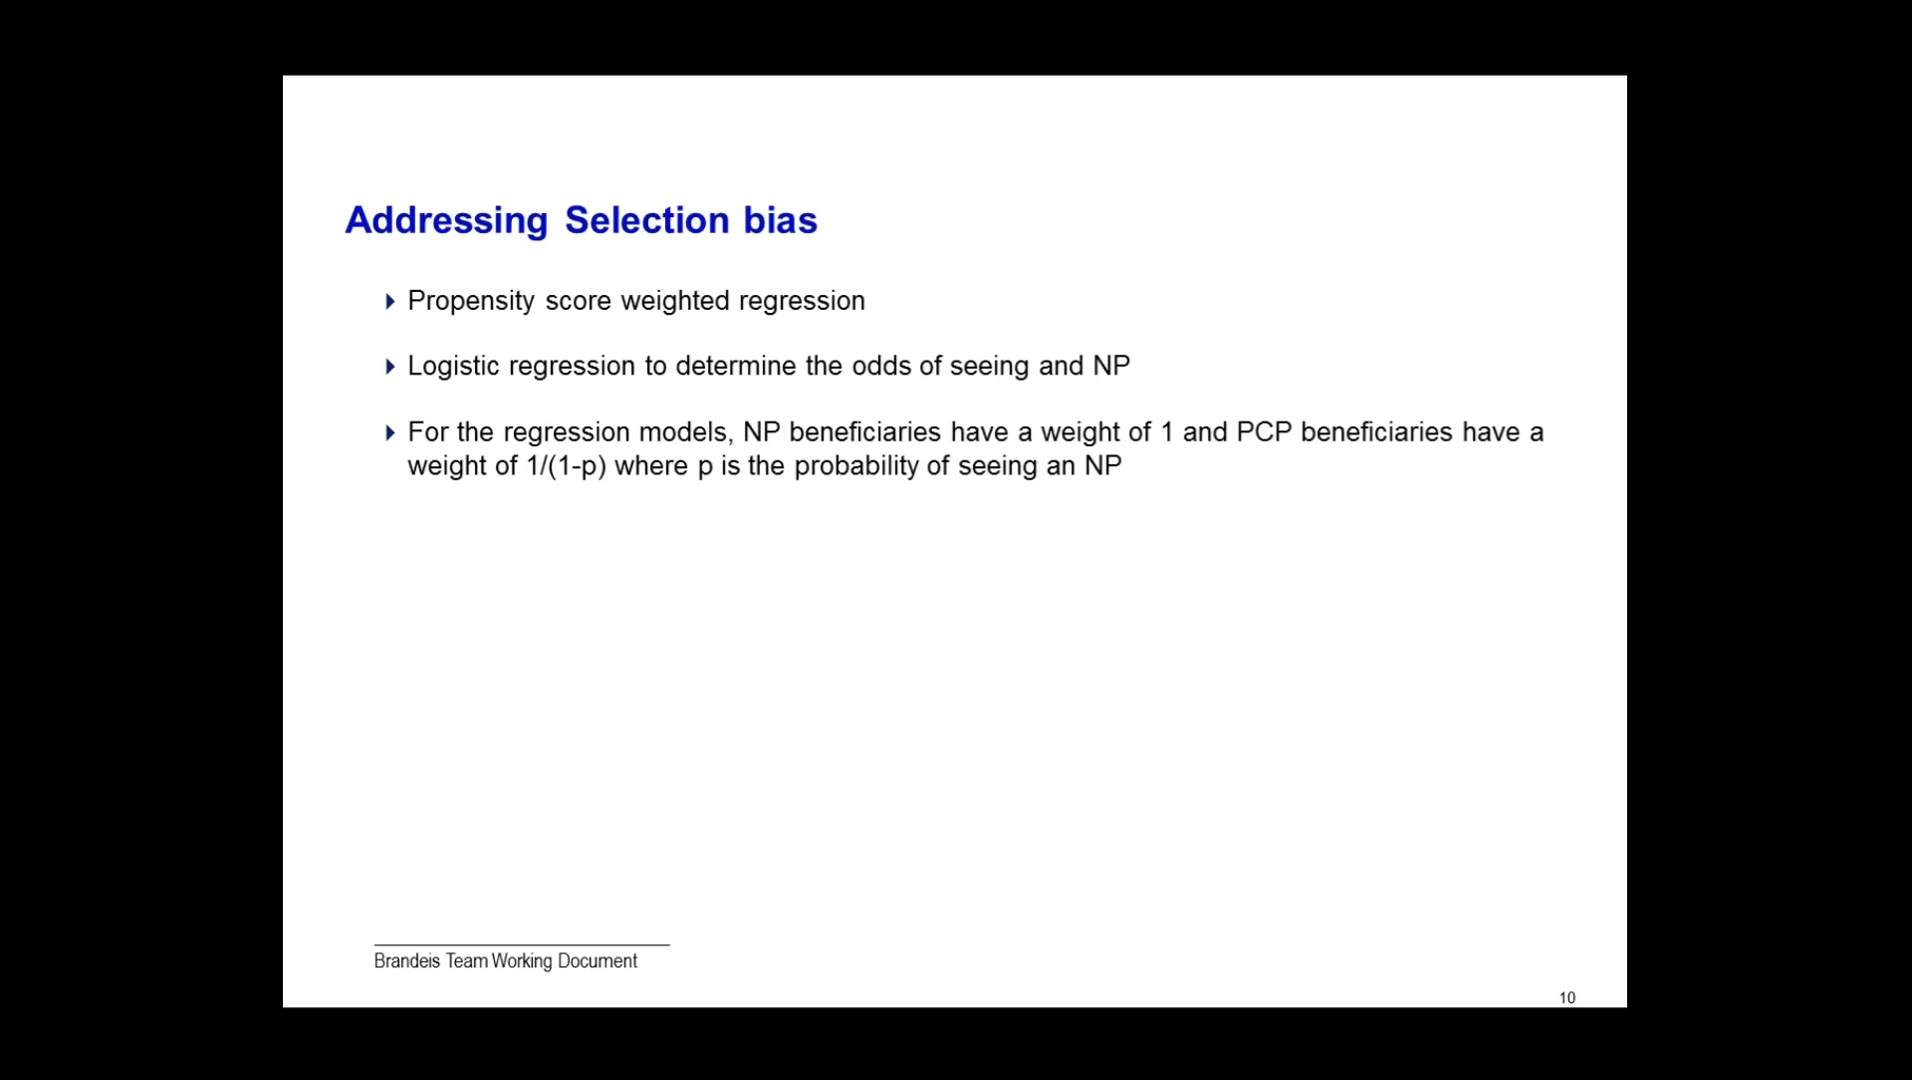 Addressing Selection bias
Propensity score weighted regression
Logistic regression to determine the odds of seeing and NP
For the regression models, NP beneficiaries have a weight of 1 and PCP beneficiaries have a
weight of 1/(1-p) where p is the probability of seeing an NP
Brandeis Team Working Document
10